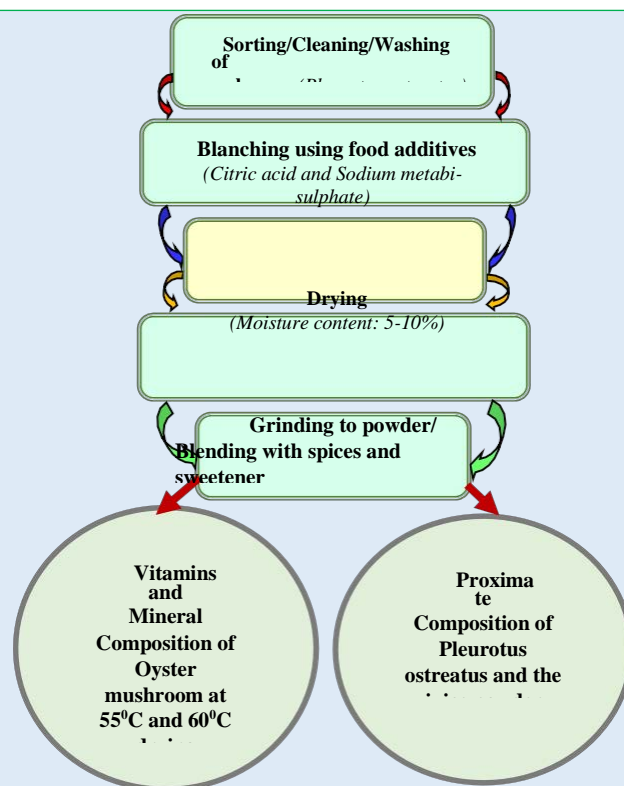 Sorting/Cleaning/Washing
of
Blanching using food additives
(Citric acid and Sodium metabi-
sulphate)
Drying
(Moisture content: 5-10%)
Grinding to powder/
Blending with spices and
sweetener
Vitamins
and
Mineral
Composition of
Oyster
mushroom at
55⁰C and 60⁰C
Proxima
te
Composition of
Pleurotus
ostreatus and the